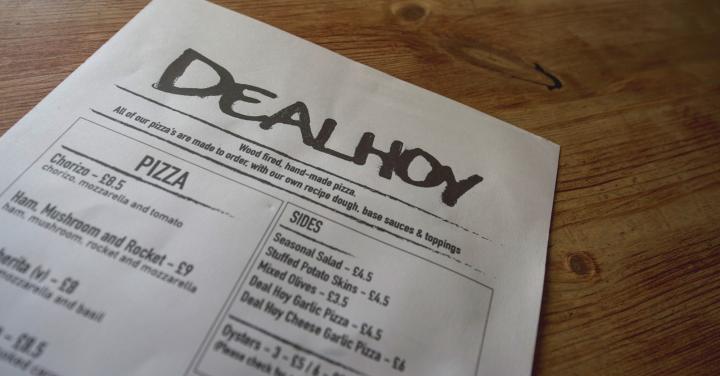 DEALHOY
Wood fired, hand-made pizza.
All of our pizza's are made to order, with our own recipe dough, base sauces & toppings
PIZZA
Chorizo – £8.5
chorizo, mozzarella and tomato
Ham, Mushroom and Rocket – £9
ham, mushroom, rocket and mozzarella
(v) – £8
mozzarella and basil
– £8.5
SIDES
Seasonal Salad – £4.5
Stuffed Potato Skins – £4.5
Mixed Olives – £3.5
Deal Hoy Garlic Pizza – £4.5
Deal Hoy Cheese Garlic Pizza – £6
Oysters – 3 – £5 / 6 –
(Please check